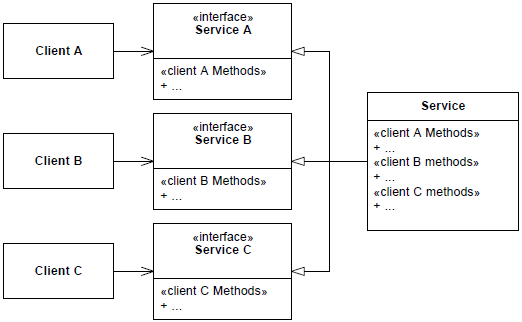 Client A
«interface»
Service A
«client A Methods»
+ ...
Client B
«interface»
Service B
«client B Methods»
+ ...
Client C
«interface»
Service C
«client C Methods»
+ ...
Service
«client A Methods»
+ ...
«client B methods»
+ ...
«client C methods»
+ ...